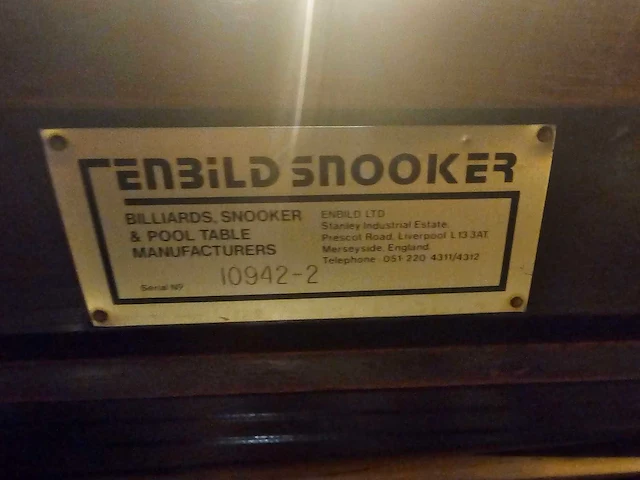 ENBILD SNOOKER
BILLIARDS, SNOOKER
& POOL TABLE
MANUFACTURERS
ENBILD LTD
Stanley Industrial Estate,
Prescol Road, Liverpool L13 3AT
Merseyside, England.
Telephone 051 220 4311/4312
Serial Nº 10942-2